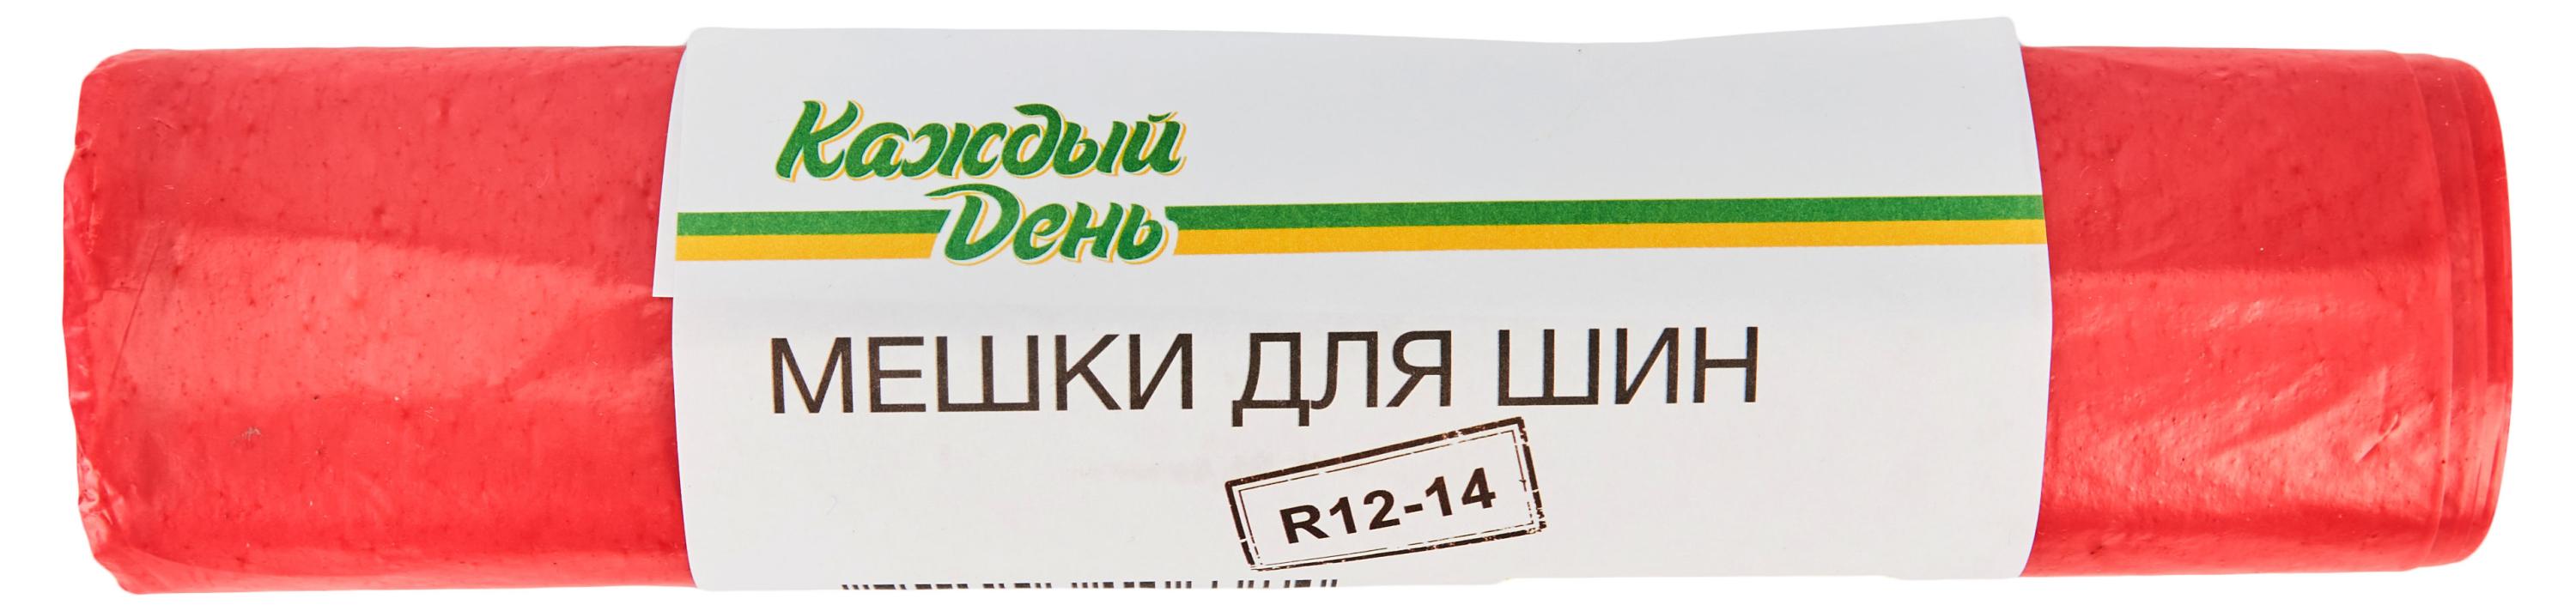 Каждый
День
МЕШКИ ДЛЯ ШИН
R12-14